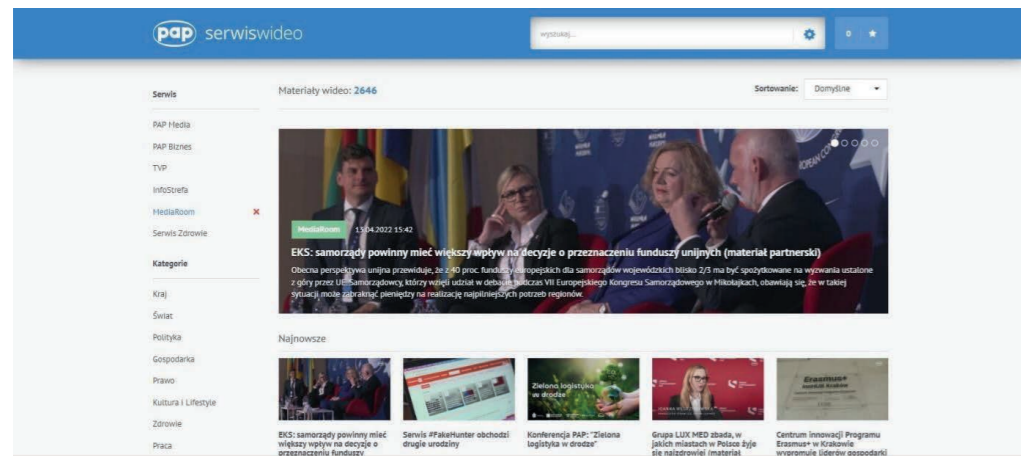 pap serwiswideo
wyszukaj...
0
Serwis
PAP Media
PAP Biznes
TVP
InfoStrefa
MediaRoom
Serwis Zdrowie
Kategorie
Kraj
Świat
Polityka
Gospodarka
Prawo
Kultura i Lifestyle
Zdrowie
Praca
Materiały wideo: 2646
Sortowanie: Domyślne
MediaRoom 15.04.2022 15:42
EKS: samorządy powinny mieć większy wpływ na decyzje o przeznaczeniu funduszy unijnych (materiał partnerski)
Obecna perspektywa unijna przewiduje, że z 40 proc. funduszy europejskich dla samorządów wojewódzkich blisko 2/3 ma być spożytkowane na wyzwania ustalone
z góry przez UE. Samorządowcy, którzy wzięli udział w debacie podczas VII Europejskiego Kongresu Samorządowego w Mikołajkach, obawiają się, że w takiej
sytuacji może zabraknąć pieniędzy na realizację najpilniejszych potrzeb regionów.
Najnowsze
EKS: samorządy powinny mieć
większy wpływ na decyzje o
przeznaczeniu funduszy
Serwis #FakeHunter obchodzi
drugie urodziny
Zielona logistyka
w drodze
Konferencja PAP: "Zielona
logistyka w drodze"
Grupa LUX MED zbada, w
jakich miastach w Polsce żyje
się najzdrowiej (materiał
Erasmus+
Centrum innowacji Programu
Erasmus+ w Krakowie
wypromuje liderów gospodarki